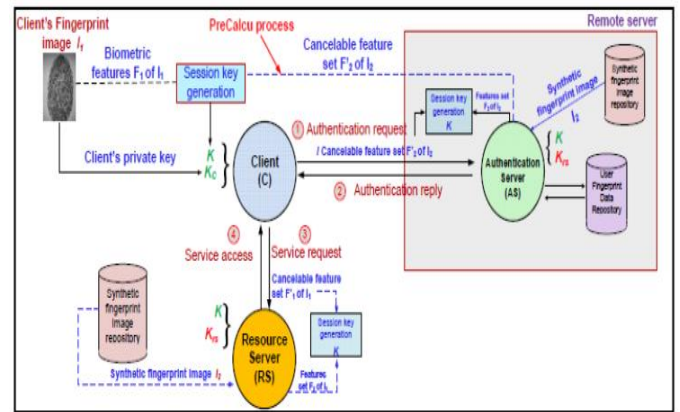 Client's Fingerprint
image I₁
Biometric
features F₁ of I₁
PreCalcu process
Cancelable feature
set F'₂ of I₂
Session key
generation
Client's private key
K
K_C
Client
(C)
① Authentication request
/ Cancelable feature set F'₂ of I₂
② Authentication reply
Remote server
Session key
generation
K
Features set
F₂ of I₂
Synthetic
fingerprint image
I₂
Synthetic
fingerprint
image
repository
Authentication
Server
(AS)
K
K_rs
User
Fingerprint
Data
Repository
④
Service access
③
Service request
Cancelable feature
set F'₁ of I₁
Synthetic
fingerprint
image
repository
K
K_rs
Resource
Server
(RS)
Session key
generation
K
Synthetic fingerprint image I₂
Features
set F₂ of I₂